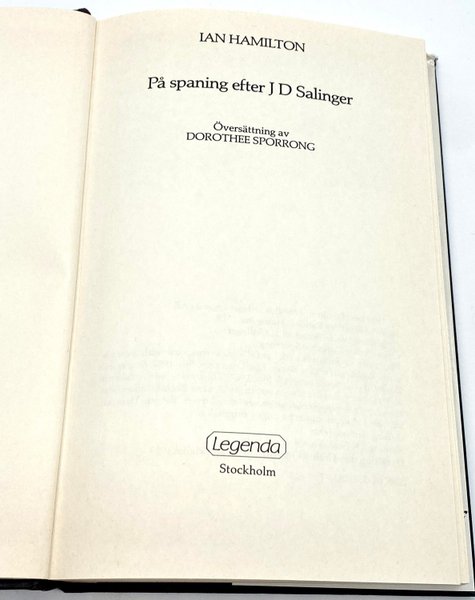 IAN HAMILTON
På spaning efter J D Salinger
Översättning av
DOROTHEE SPORRONG
Legenda
Stockholm